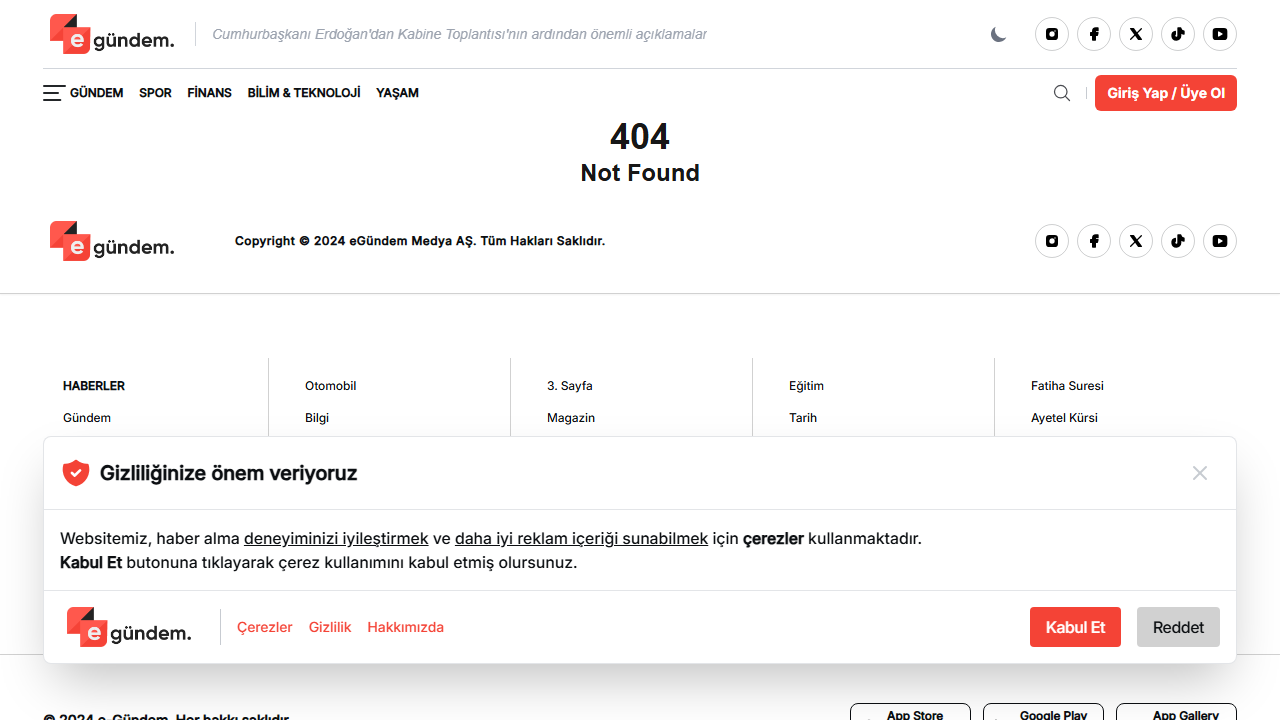 e gündem.
Cumhurbaşkanı Erdoğan'dan Kabine Toplantısı'nın ardından önemli açıklamalar
GÜNDEM SPOR FİNANS BİLİM & TEKNOLOJİ YAŞAM
Giriş Yap / Üye Ol
404
Not Found
e gündem.
Copyright © 2024 eGündem Medya AŞ. Tüm Hakları Saklıdır.
HABERLER Otomobil 3. Sayfa Eğitim Fatiha Suresi
Gündem Bilgi Magazin Tarih Ayetel Kürsi
Gizliliğinize önem veriyoruz
Websitemiz, haber alma deneyiminizi iyileştirmek ve daha iyi reklam içeriği sunabilmek için çerezler kullanmaktadır.
Kabul Et butonuna tıklayarak çerez kullanımını kabul etmiş olursunuz.
e gündem.
Çerezler Gizlilik Hakkımızda
Kabul Et Reddet
© 2024 e-Gündem. Her hakkı saklıdır.
App Store Google Play App Gallery